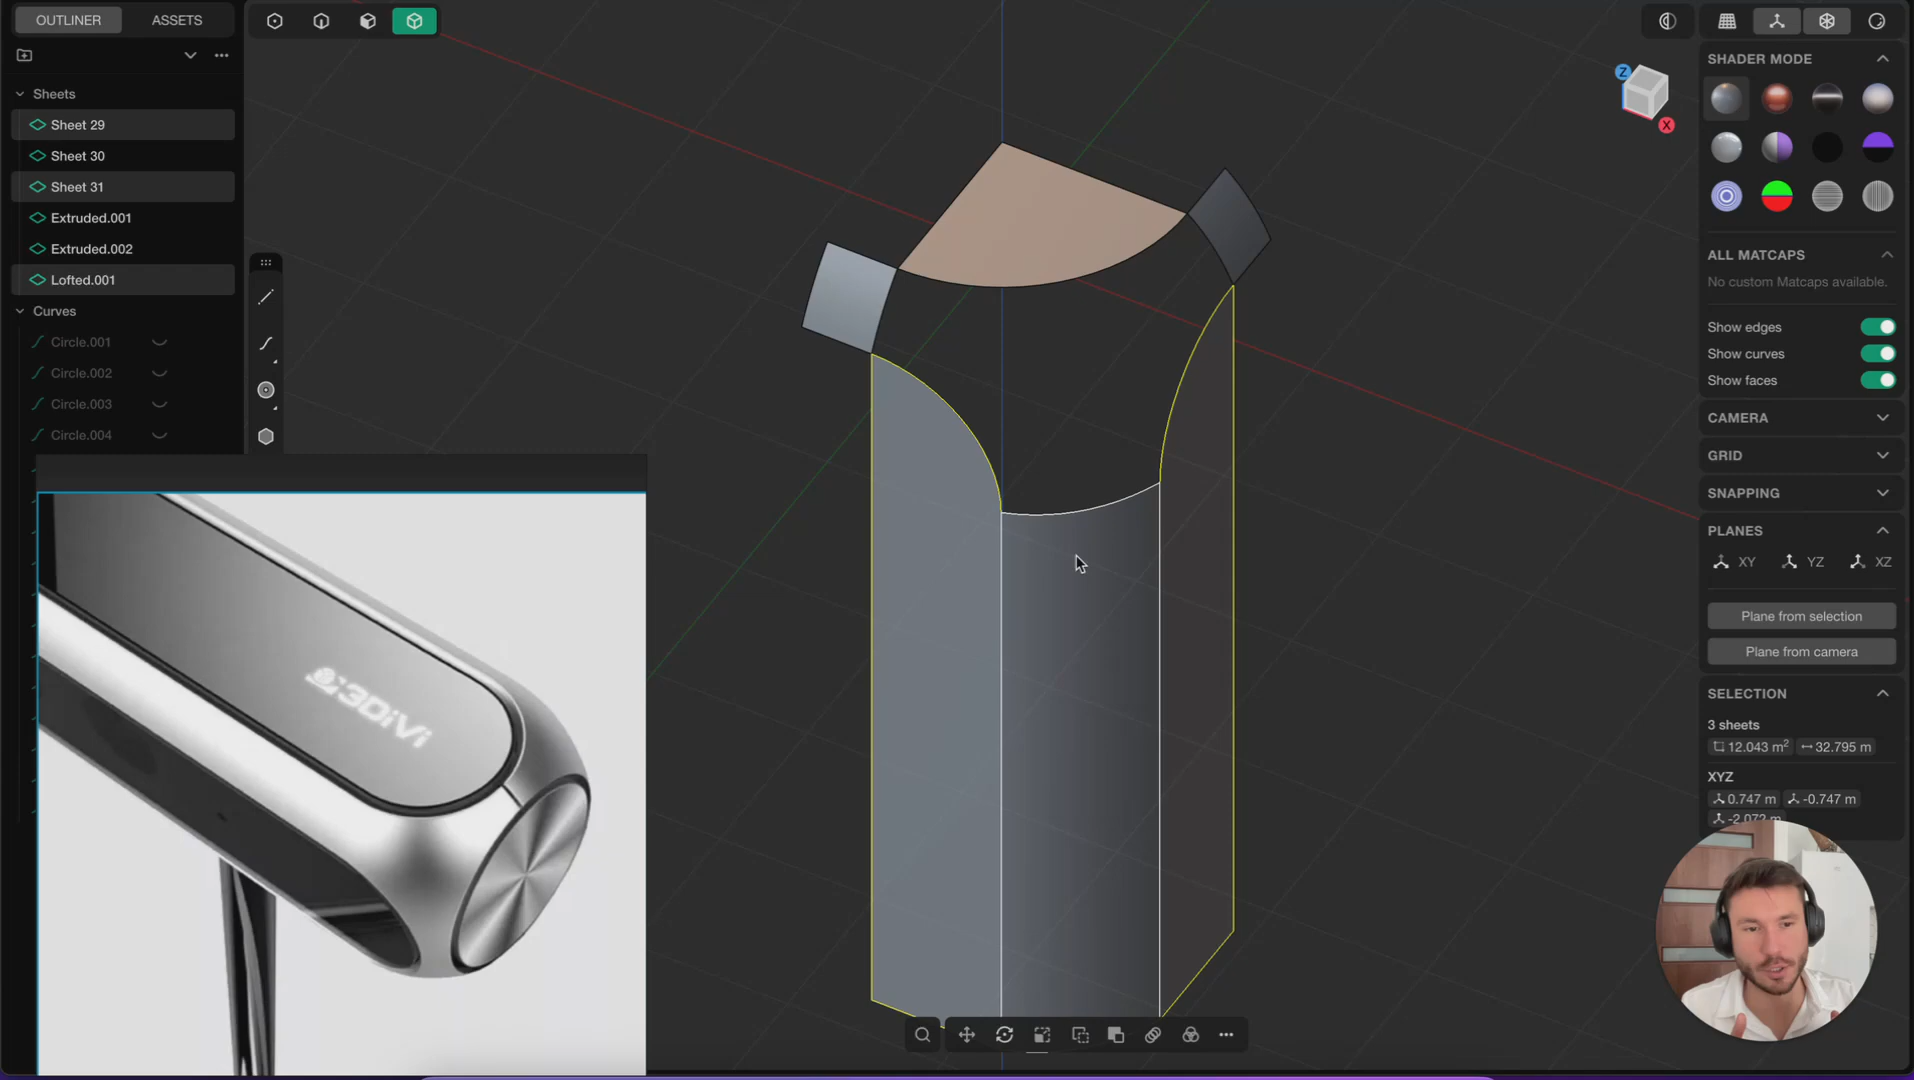 OUTLINER
ASSETS
Sheets
Sheet 29
Sheet 30
Sheet 31
Extruded.001
Extruded.002
Lofted.001
Curves
Circle.001
Circle.002
Circle.003
Circle.004
3DiVi
Z
X
SHADER MODE
ALL MATCAPS
No custom Matcaps available.
Show edges
Show curves
Show faces
CAMERA
GRID
SNAPPING
PLANES
XY
YZ
XZ
Plane from selection
Plane from camera
SELECTION
3 sheets
12.043 m²
32.795 m
XYZ
0.747 m
-0.747 m
-2.072 m